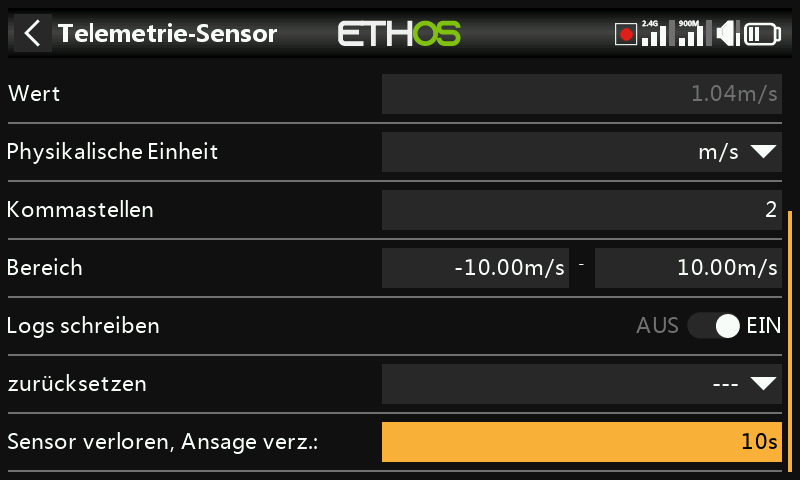 Telemetrie-Sensor ETHOS 2.4G 900M
Wert 1.04m/s
Physikalische Einheit m/s
Kommastellen 2
Bereich -10.00m/s - 10.00m/s
Logs schreiben AUS EIN
zurücksetzen ---
Sensor verloren, Ansage verz.: 10s